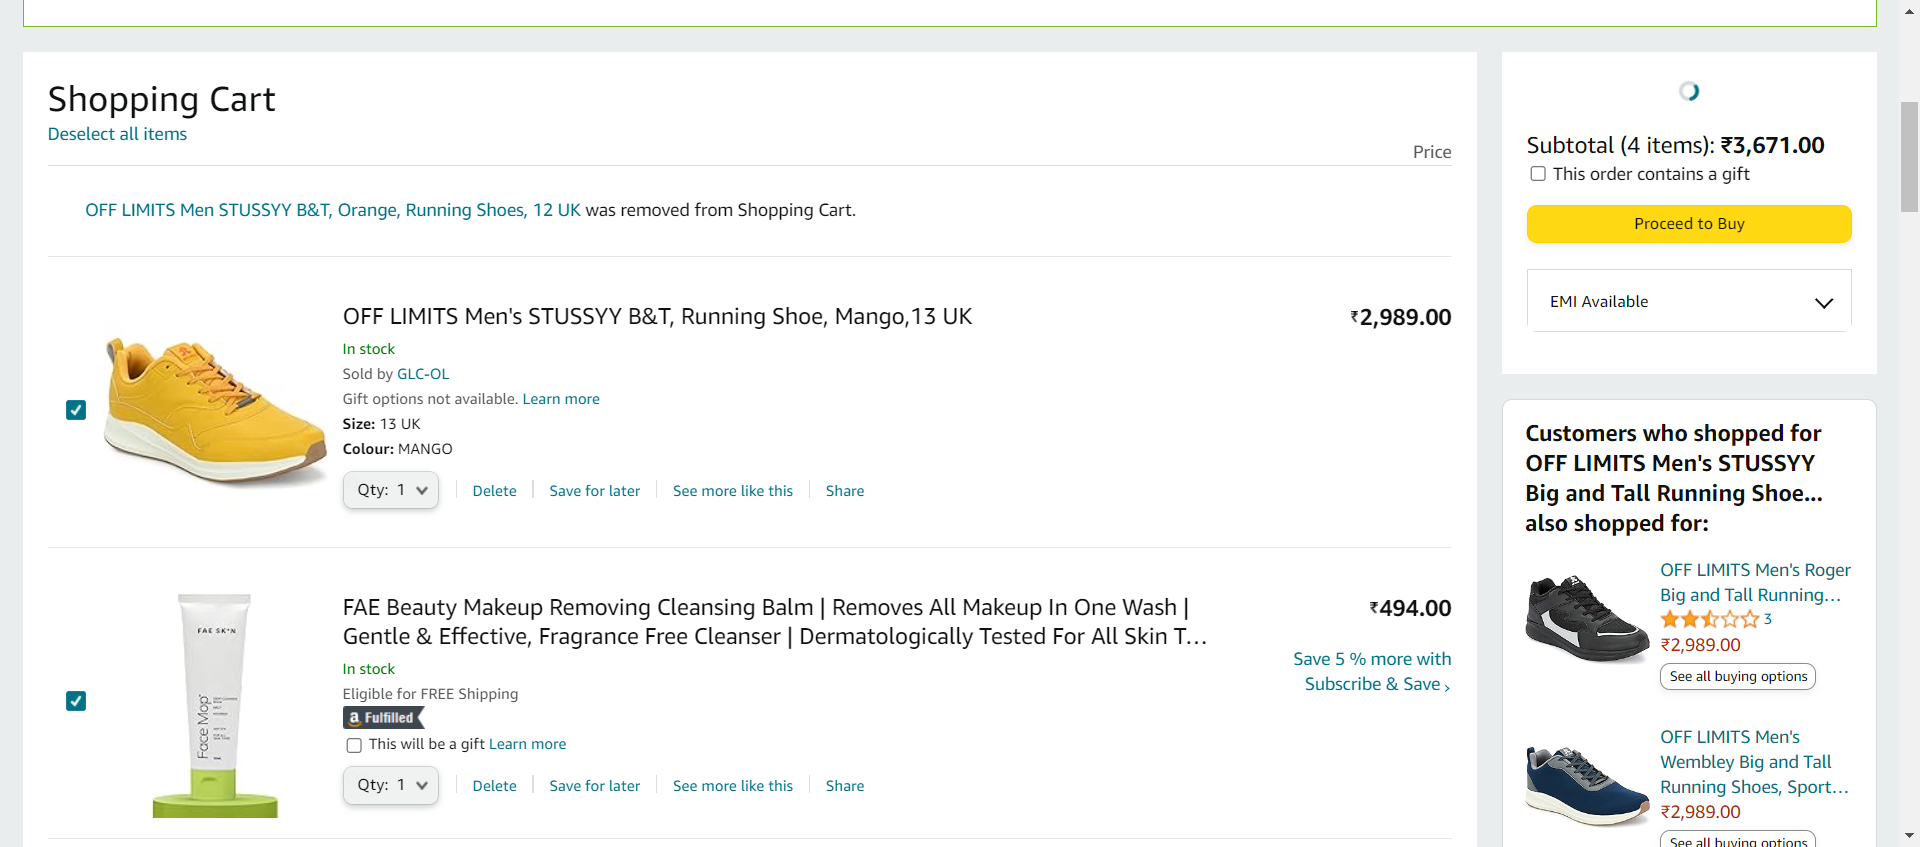 Shopping Cart
Deselect all items
Price
OFF LIMITS Men STUSSYY B&T, Orange, Running Shoes, 12 UK was removed from Shopping Cart.
OFF LIMITS Men's STUSSYY B&T, Running Shoe, Mango,13 UK
₹2,989.00
In stock
Sold by GLC-OL
Gift options not available. Learn more
Size: 13 UK
Colour: MANGO
Qty: 1
Delete
Save for later
See more like this
Share
FAE SK*N
Face Mop
FAE Beauty Makeup Removing Cleansing Balm | Removes All Makeup In One Wash |
Gentle & Effective, Fragrance Free Cleanser | Dermatologically Tested For All Skin T…
₹494.00
Save 5 % more with
Subscribe & Save ›
In stock
Eligible for FREE Shipping
a Fulfilled
This will be a gift Learn more
Qty: 1
Delete
Save for later
See more like this
Share
Subtotal (4 items): ₹3,671.00
This order contains a gift
Proceed to Buy
EMI Available
Customers who shopped for
OFF LIMITS Men's STUSSYY
Big and Tall Running Shoe…
also shopped for:
OFF LIMITS Men's Roger
Big and Tall Running…
3
₹2,989.00
See all buying options
OFF LIMITS Men's
Wembley Big and Tall
Running Shoes, Sport…
₹2,989.00
See all buying options